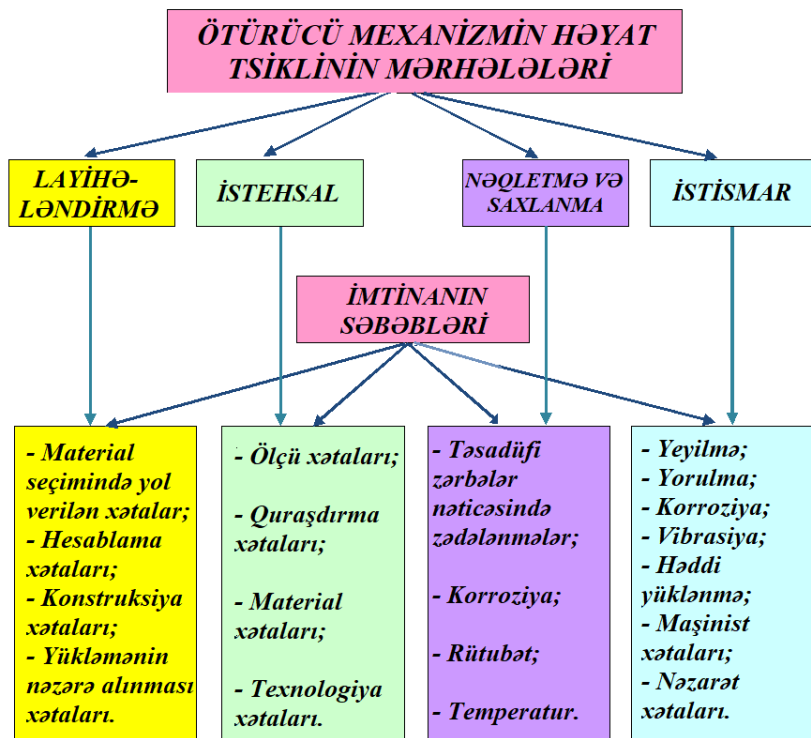 ÖTÜRÜCÜ MEXANİZMİN HƏYAT
TSİKLİNİN MƏRHƏLƏLƏRİ
LAYİHƏ-
LƏNDİRMƏ
İSTEHSAL
NƏQLETMƏ VƏ
SAXLANMA
İSTİSMAR
İMTİNANIN
SƏBƏBLƏRİ
- Material
seçimində yol
verilən xətalar;
- Hesablama
xətaları;
- Konstruksiya
xətaları;
- Yükləmənin
nəzərə alınması
xətaları.
- Ölçü xətaları;
- Quraşdırma
xətaları;
- Material
xətaları;
- Texnologiya
xətaları.
- Təsadüfi
zərbələr
nəticəsində
zədələnmələr;
- Korroziya;
- Rütubət;
- Temperatur.
- Yeyilmə;
- Yorulma;
- Korroziya;
- Vibrasiya;
- Həddi
yüklənmə;
- Maşinist
xətaları;
- Nəzarət
xətaları.